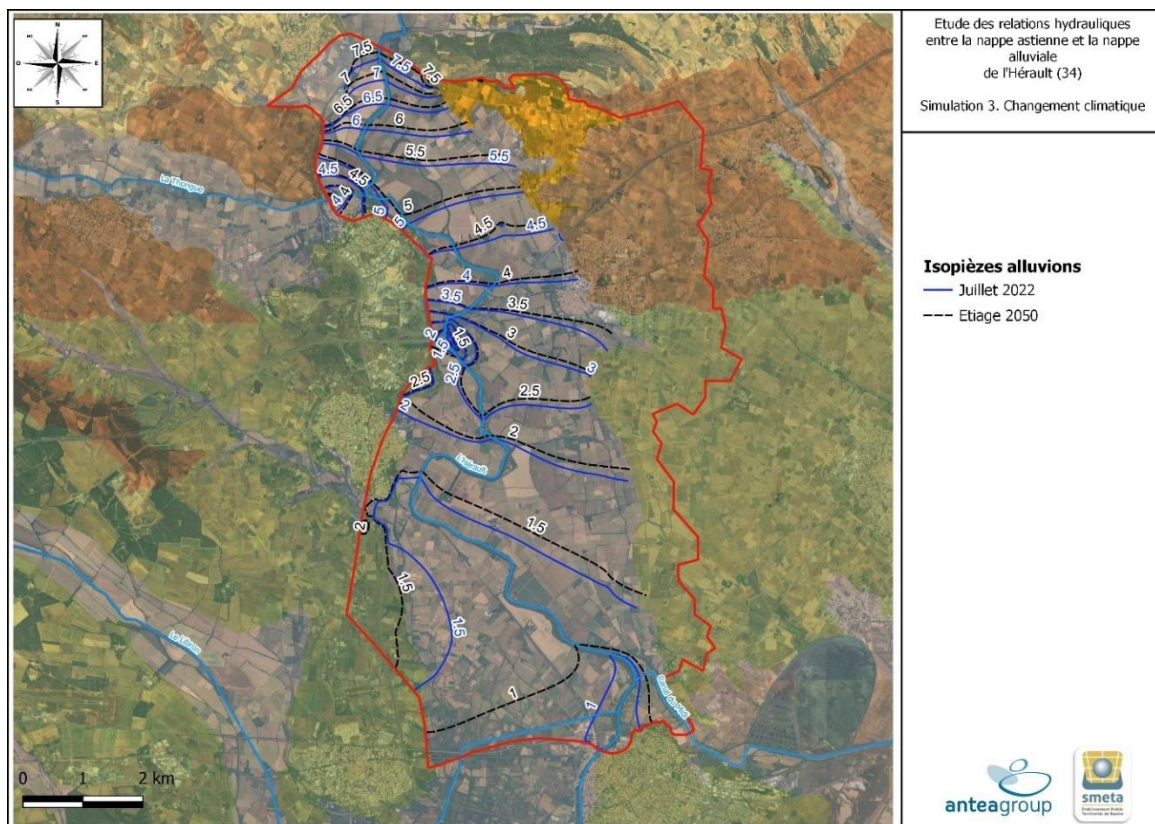 Etude des relations hydrauliques
entre la nappe astienne et la nappe
alluviale
de l'Hérault (34)
Simulation 3. Changement climatique
Isopièzes alluvions
Juillet 2022
Etiage 2050
N
O
E
S
7.5
7.5
7.5
7
7
6.5
6.5
6
6
5.5
5.5
4.5
4.5
4
4
5
5
5
4.5
4.5
La Thongue
4
4
3.5
3.5
3
3
2
1.5
1.5
2.5
2.5
2.5
2
2
L'Hérault
1.5
2
1.5
1.5
Le Libron
1
1
Canal du Midi
0 1 2 km
anteagroup
smeta